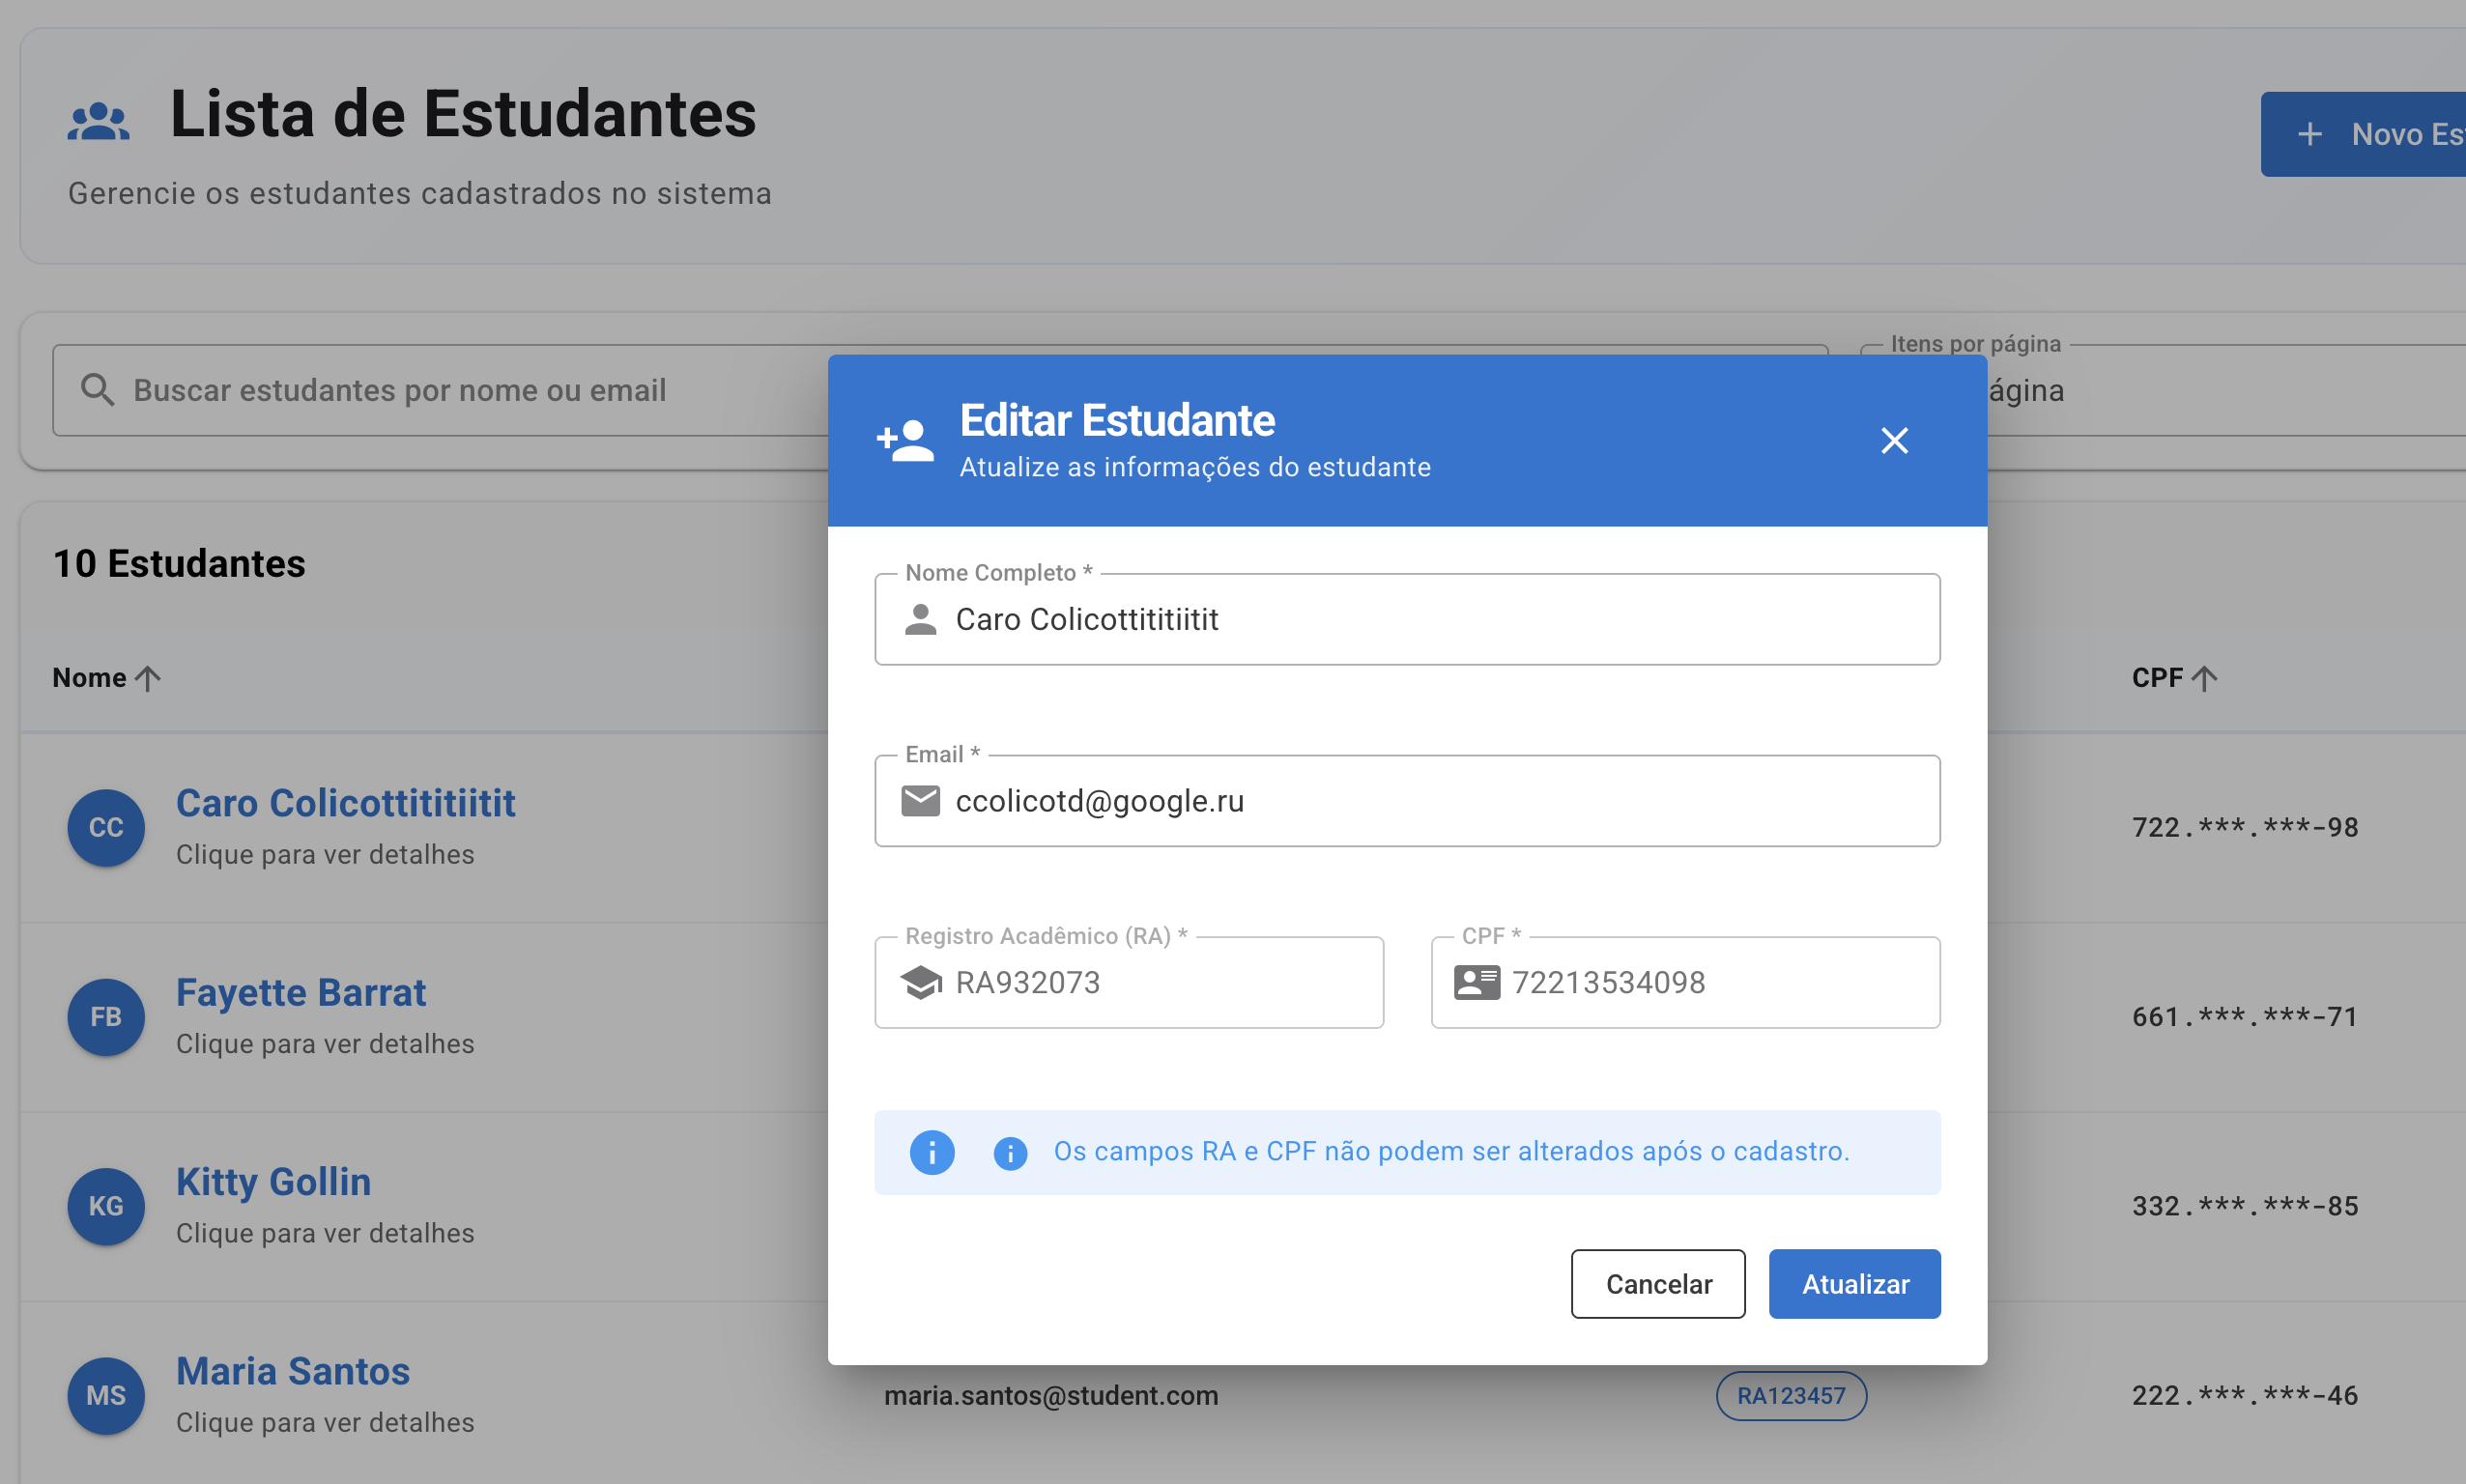 Lista de Estudantes
Gerencie os estudantes cadastrados no sistema
+ Novo
Buscar estudantes por nome ou email
Itens por página
ágina
Editar Estudante
Atualize as informações do estudante
10 Estudantes
Nome
CPF
Nome Completo *
Caro Colicottititiitit
Email *
ccolicotd@google.ru
Registro Acadêmico (RA) *
RA932073
CPF *
72213534098
Os campos RA e CPF não podem ser alterados após o cadastro.
Cancelar
Atualizar
CC
Caro Colicottititiitit
Clique para ver detalhes
722.***.***-98
FB
Fayette Barrat
Clique para ver detalhes
661.***.***-71
KG
Kitty Gollin
Clique para ver detalhes
332.***.***-85
MS
Maria Santos
Clique para ver detalhes
maria.santos@student.com
RA123457
222.***.***-46